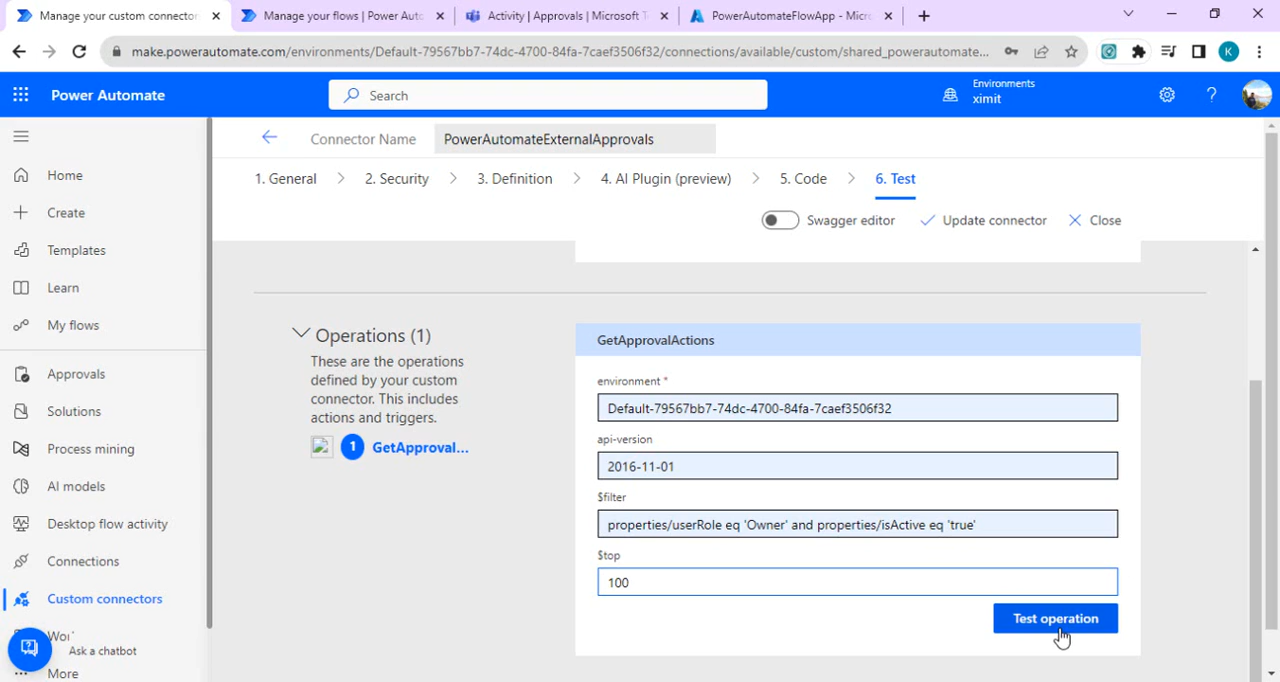 Manage your custom connector
Manage your flows | Power Auto
Activity | Approvals | Microsoft Te
PowerAutomateFlowApp - Micro
make.powerautomate.com/environments/Default-79567bb7-74dc-4700-84fa-7caef3506f32/connections/available/custom/shared_powerautomate...
K
Power Automate
Search
Environments
ximit
Connector Name
PowerAutomateExternalApprovals
1. General
2. Security
3. Definition
4. AI Plugin (preview)
5. Code
6. Test
Swagger editor
Update connector
Close
Home
Create
Templates
Learn
My flows
Approvals
Solutions
Process mining
AI models
Desktop flow activity
Connections
Custom connectors
Ask a chatbot
More
Operations (1)
These are the operations
defined by your custom
connector. This includes
actions and triggers.
1
GetApproval...
GetApprovalActions
environment *
Default-79567bb7-74dc-4700-84fa-7caef3506f32
api-version
2016-11-01
$filter
properties/userRole eq 'Owner' and properties/isActive eq 'true'
$top
100
Test operation